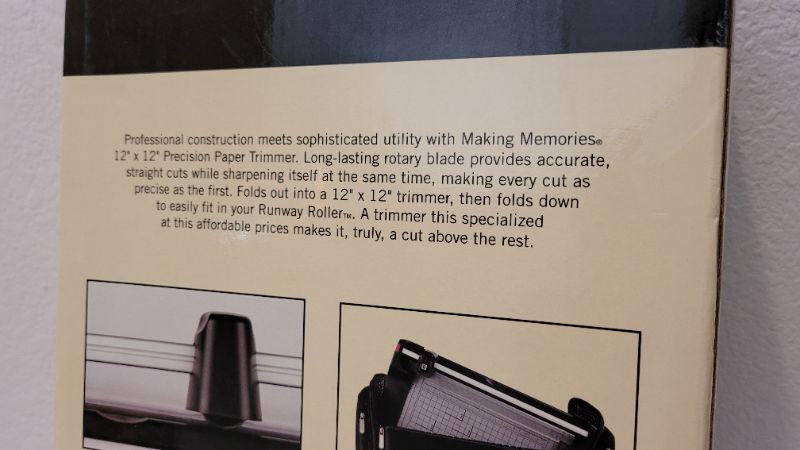 Professional construction meets sophisticated utility with Making Memories®
12" x 12" Precision Paper Trimmer. Long-lasting rotary blade provides accurate,
straight cuts while sharpening itself at the same time, making every cut as
precise as the first. Folds out into a 12" x 12" trimmer, then folds down
to easily fit in your Runway Roller™. A trimmer this specialized
at this affordable prices makes it, truly, a cut above the rest.